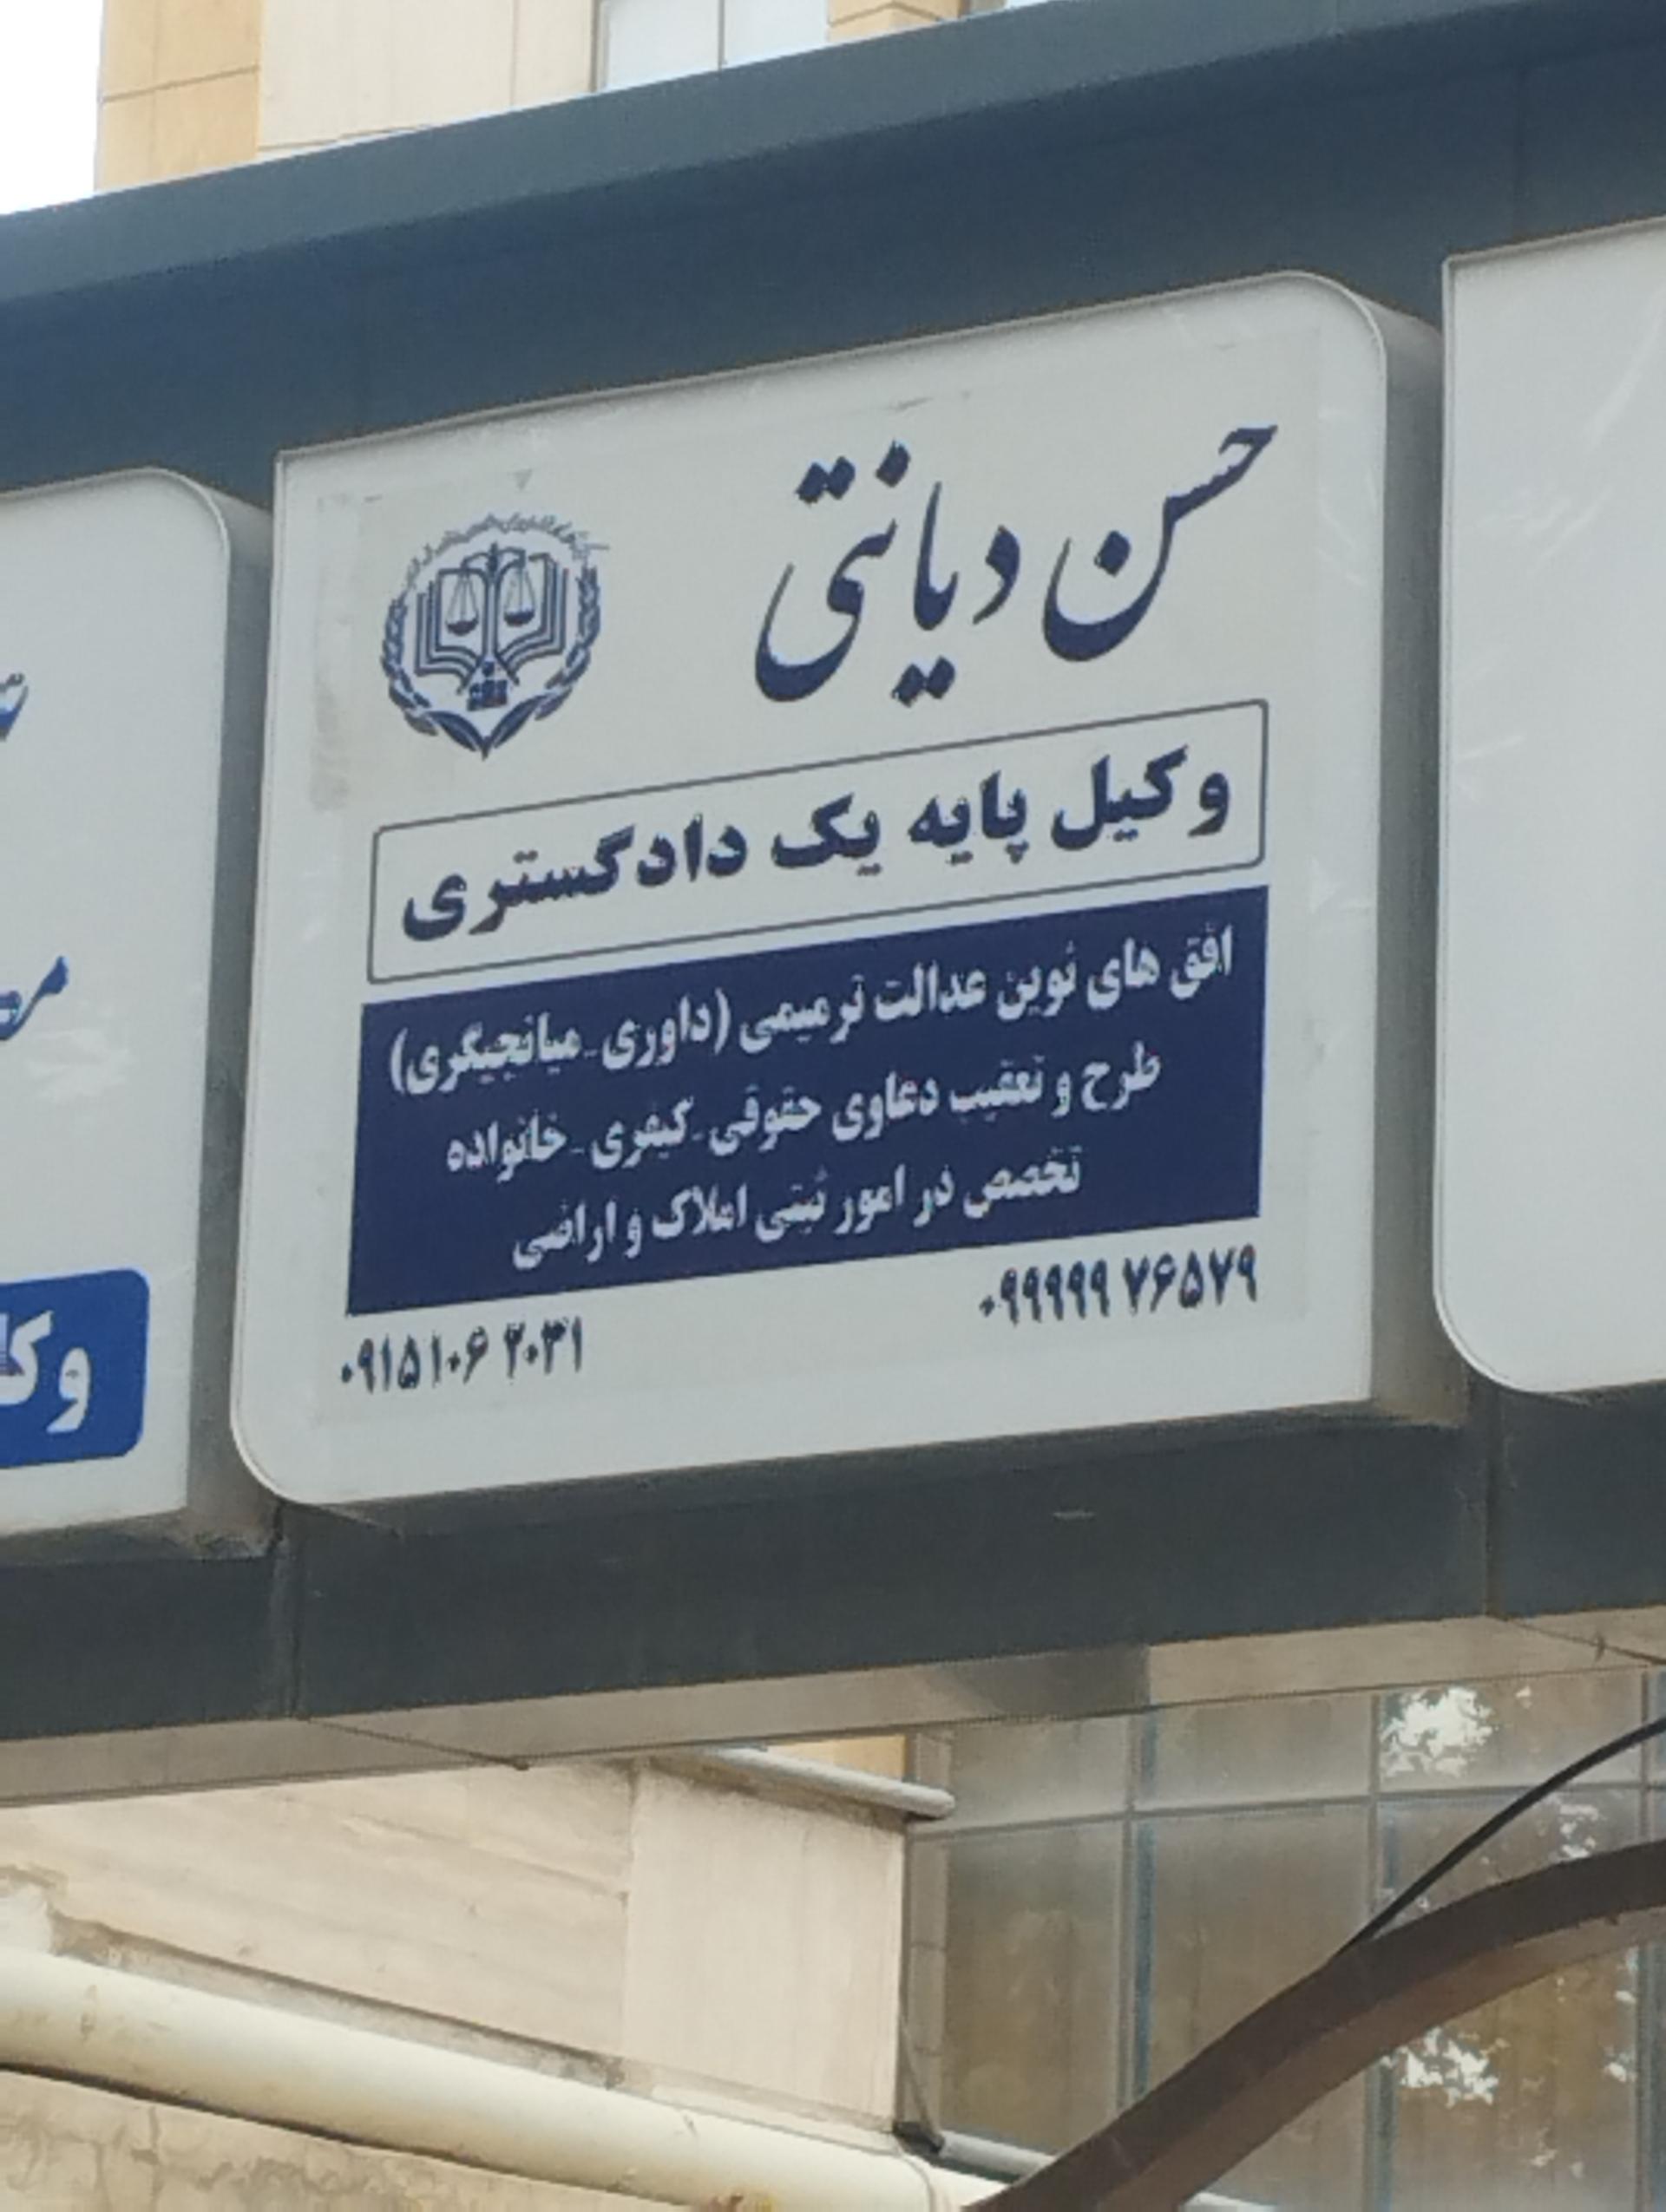 حسن دیانتی
وکیل پایه یک دادگستری
افق های نوین عدالت ترمیمی (داوری-میانجیگری)
طرح و تعقیب دعاوی حقوقی-کیفری-خانواده
تخصص در امور ثبتی املاک و اراضی
۰۹۹۹۹۹ ۷۶۵۷۹
۰۹۱۵۱۰۶ ۲۰۳۱